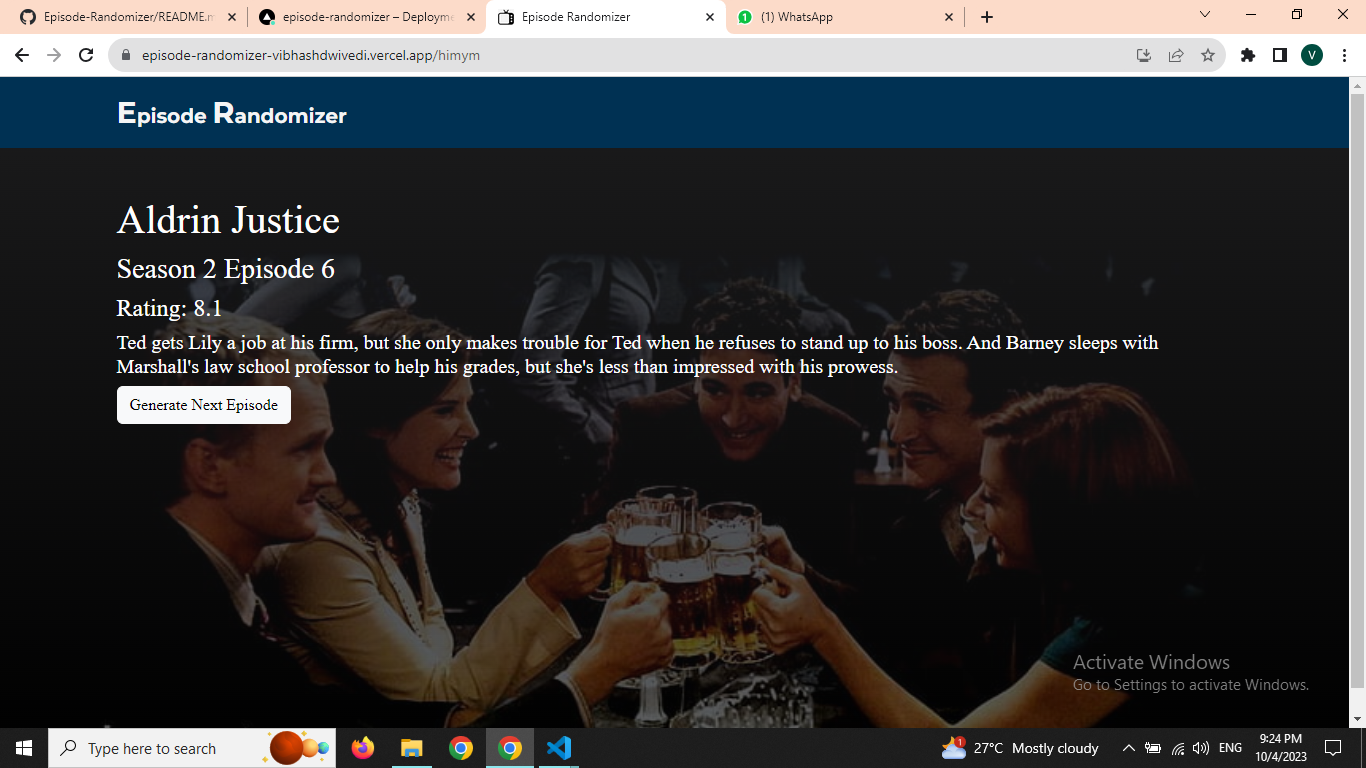 Episode-Randomizer/README.m
episode-randomizer – Deployme
Episode Randomizer
(1) WhatsApp
episode-randomizer-vibhashdwivedi.vercel.app/himym
V
Episode Randomizer
Aldrin Justice
Season 2 Episode 6
Rating: 8.1
Ted gets Lily a job at his firm, but she only makes trouble for Ted when he refuses to stand up to his boss. And Barney sleeps with
Marshall's law school professor to help his grades, but she's less than impressed with his prowess.
Generate Next Episode
Activate Windows
Go to Settings to activate Windows.
Type here to search
1
27°C Mostly cloudy
ENG
9:24 PM
10/4/2023